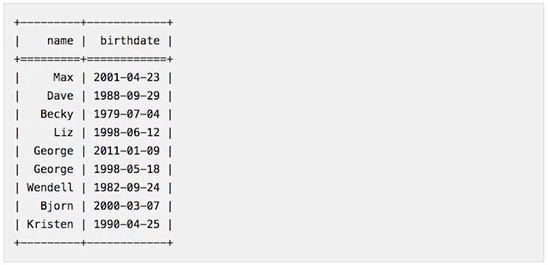 +---------+------------+
|    name |  birthdate |
+=========+============+
|     Max | 2001-04-23 |
|    Dave | 1988-09-29 |
|   Becky | 1979-07-04 |
|     Liz | 1998-06-12 |
|  George | 2011-01-09 |
|  George | 1998-05-18 |
| Wendell | 1982-09-24 |
|   Bjorn | 2000-03-07 |
| Kristen | 1990-04-25 |
+---------+------------+